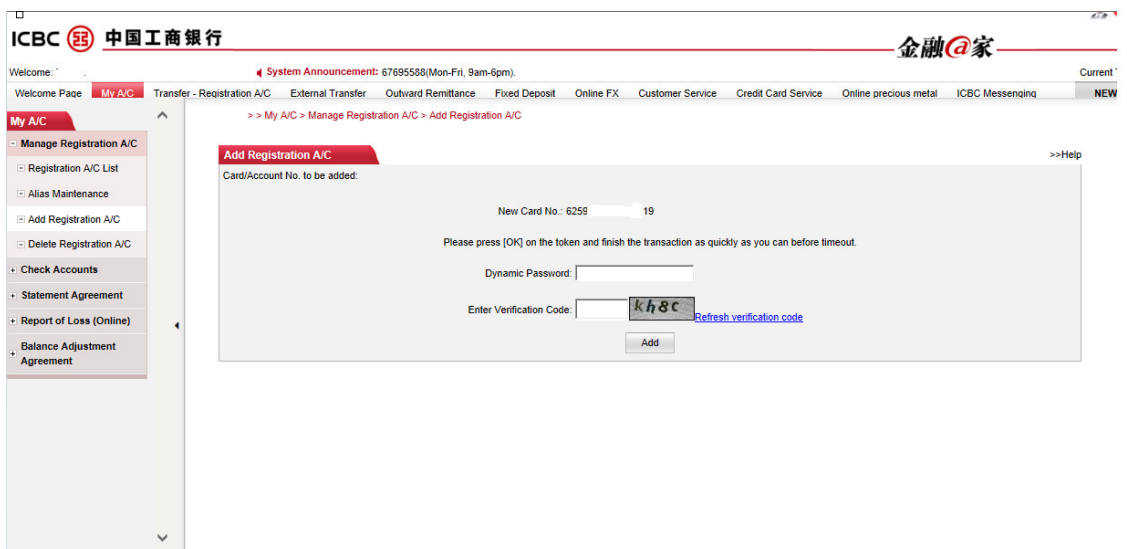 ICBC 中国工商银行
金融@家
Welcome:
System Announcement: 67695588(Mon-Fri, 9am-6pm).
Current
Welcome Page My A/C Transfer - Registration A/C External Transfer Outward Remittance Fixed Deposit Online FX Customer Service Credit Card Service Online precious metal ICBC Messenging NEW
My A/C
Manage Registration A/C
Registration A/C List
Alias Maintenance
Add Registration A/C
Delete Registration A/C
Check Accounts
Statement Agreement
Report of Loss (Online)
Balance Adjustment
Agreement
> > My A/C > Manage Registration A/C > Add Registration A/C
Add Registration A/C
>>Help
Card/Account No. to be added:
New Card No.: 6259 19
Please press [OK] on the token and finish the transaction as quickly as you can before timeout.
Dynamic Password:
Enter Verification Code: kh8c Refresh verification code
Add